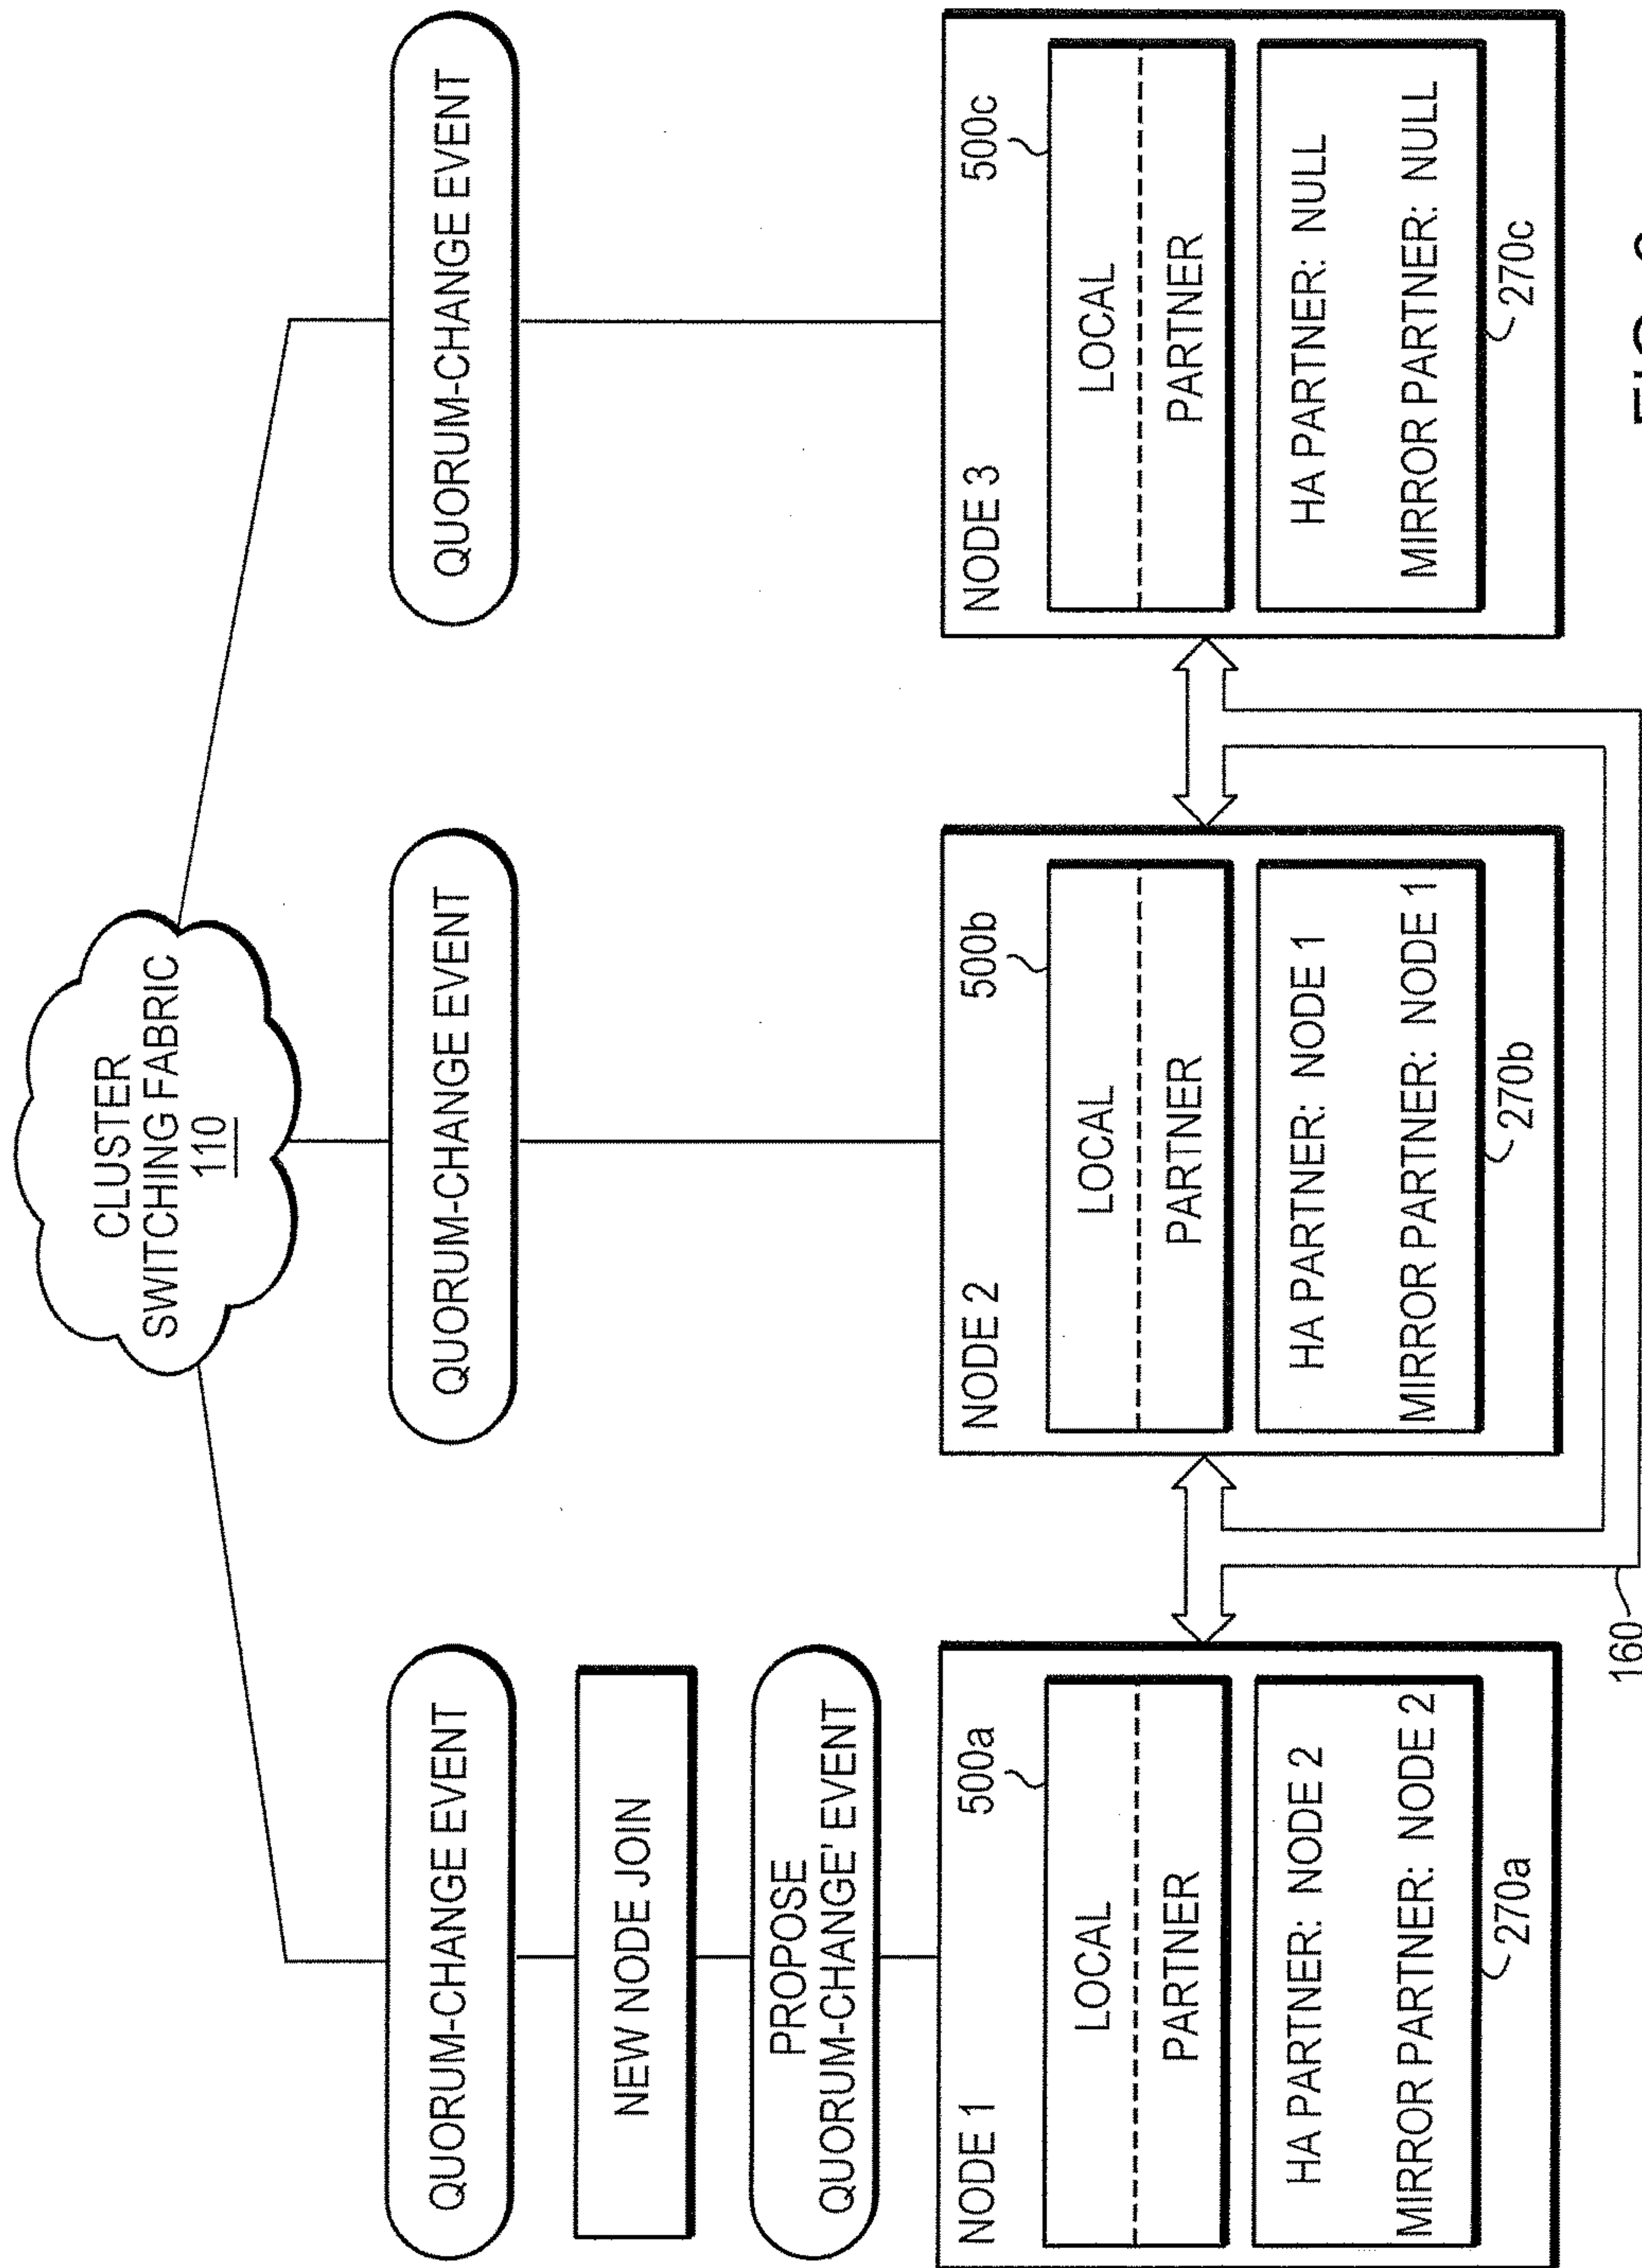 CLUSTER
SWITCHING FABRIC
110
QUORUM-CHANGE EVENT
QUORUM-CHANGE EVENT
QUORUM-CHANGE EVENT
NEW NODE JOIN
PROPOSE
QUORUM-CHANGE' EVENT
NODE 1
500a
LOCAL
PARTNER
HA PARTNER: NODE 2
MIRROR PARTNER: NODE 2
270a
NODE 2
500b
LOCAL
PARTNER
HA PARTNER: NODE 1
MIRROR PARTNER: NODE 1
270b
NODE 3
500c
LOCAL
PARTNER
HA PARTNER: NULL
MIRROR PARTNER: NULL
270c
160